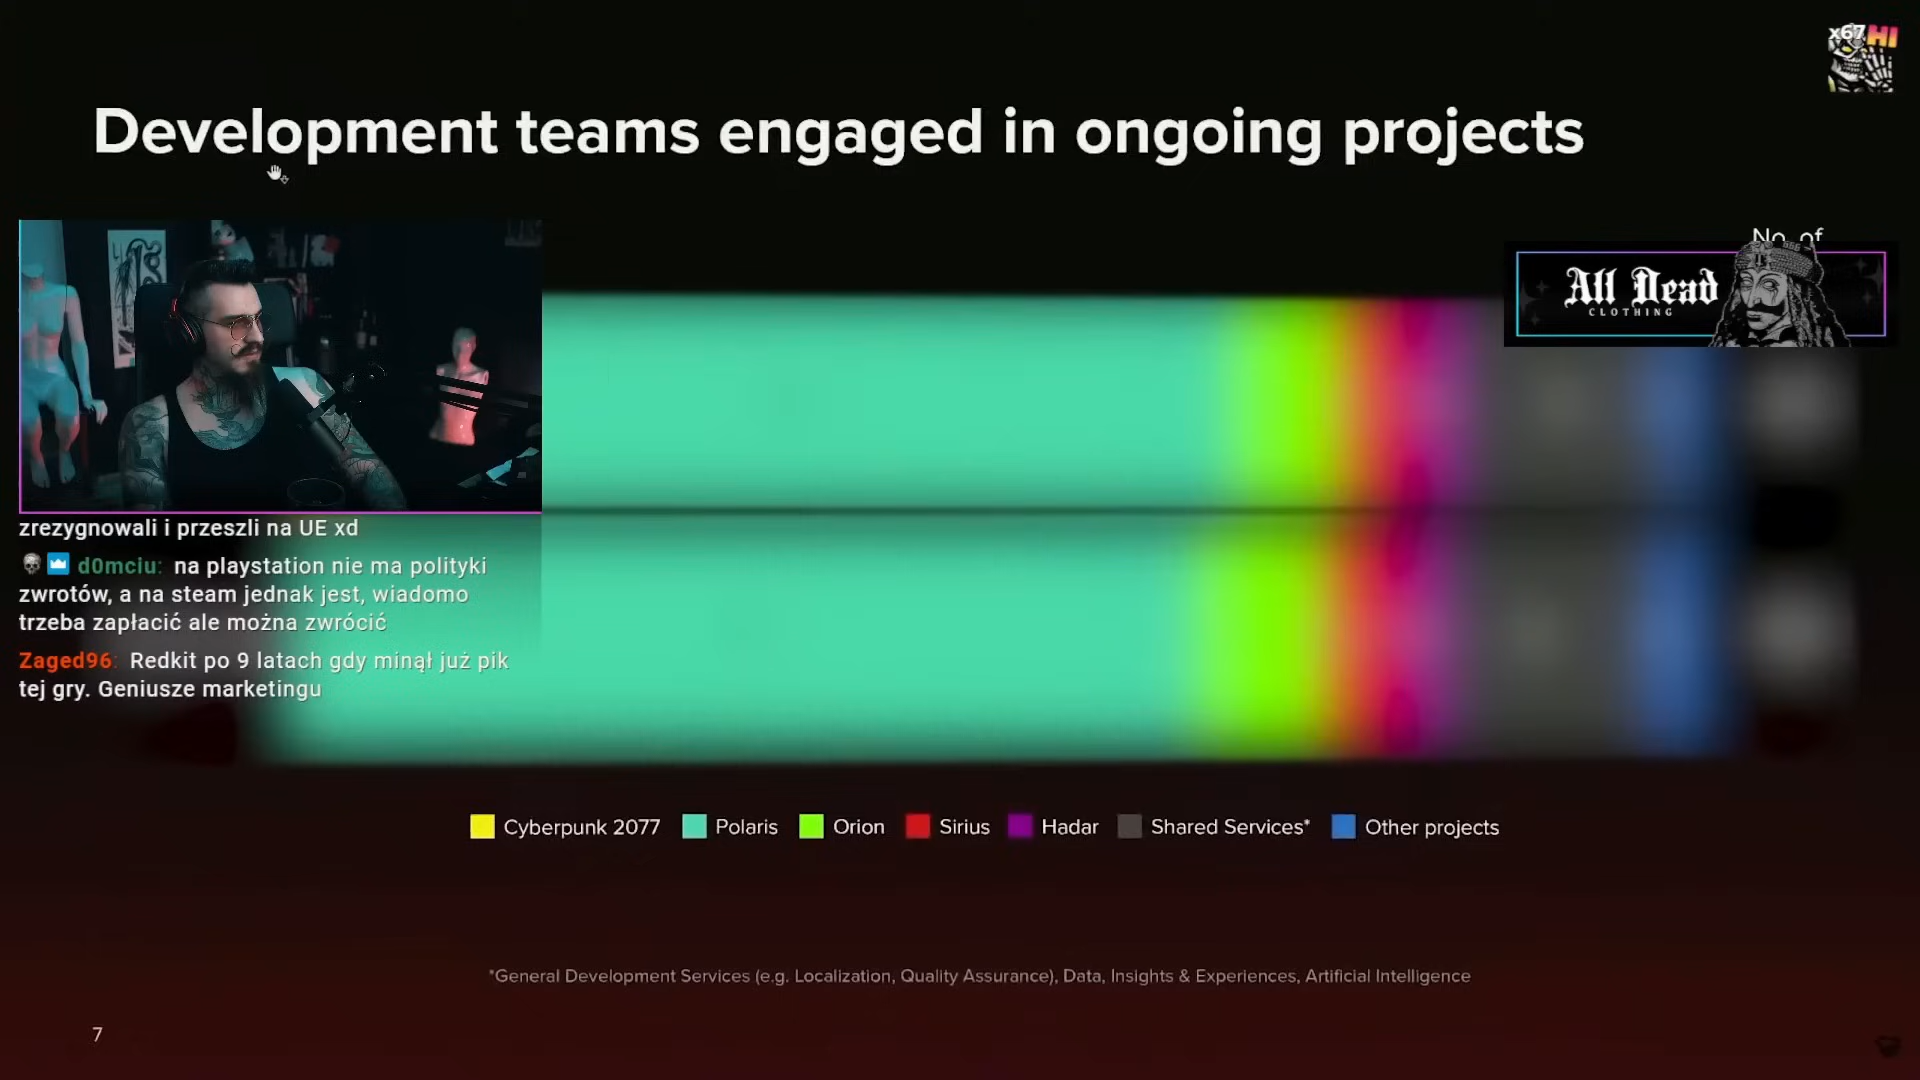 x67 HI
Development teams engaged in ongoing projects
No. of
All Dead
CLOTHING
zrezygnowali i przeszli na UE xd
d0mciu: na playstation nie ma polityki
zwrotów, a na steam jednak jest, wiadomo
trzeba zapłacić ale można zwrócić
Zaged96: Redkit po 9 latach gdy minął już pik
tej gry. Geniusze marketingu
Cyberpunk 2077 Polaris Orion Sirius Hadar Shared Services* Other projects
*General Development Services (e.g. Localization, Quality Assurance), Data, Insights & Experiences, Artificial Intelligence
7